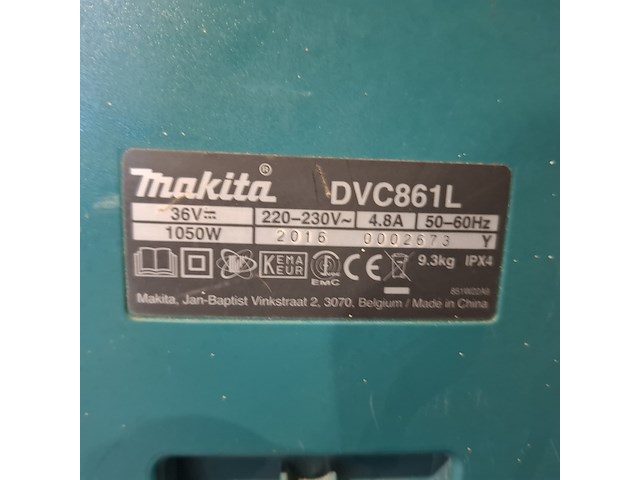 makita® DVC861L
36V⎓ 220-230V~ 4.8A 50-60Hz
1050W 2016 0002673 Y
KEMA
KEUR
EMC
CE
9.3kg IPX4
Makita, Jan-Baptist Vinkstraat 2, 3070, Belgium / Made in China